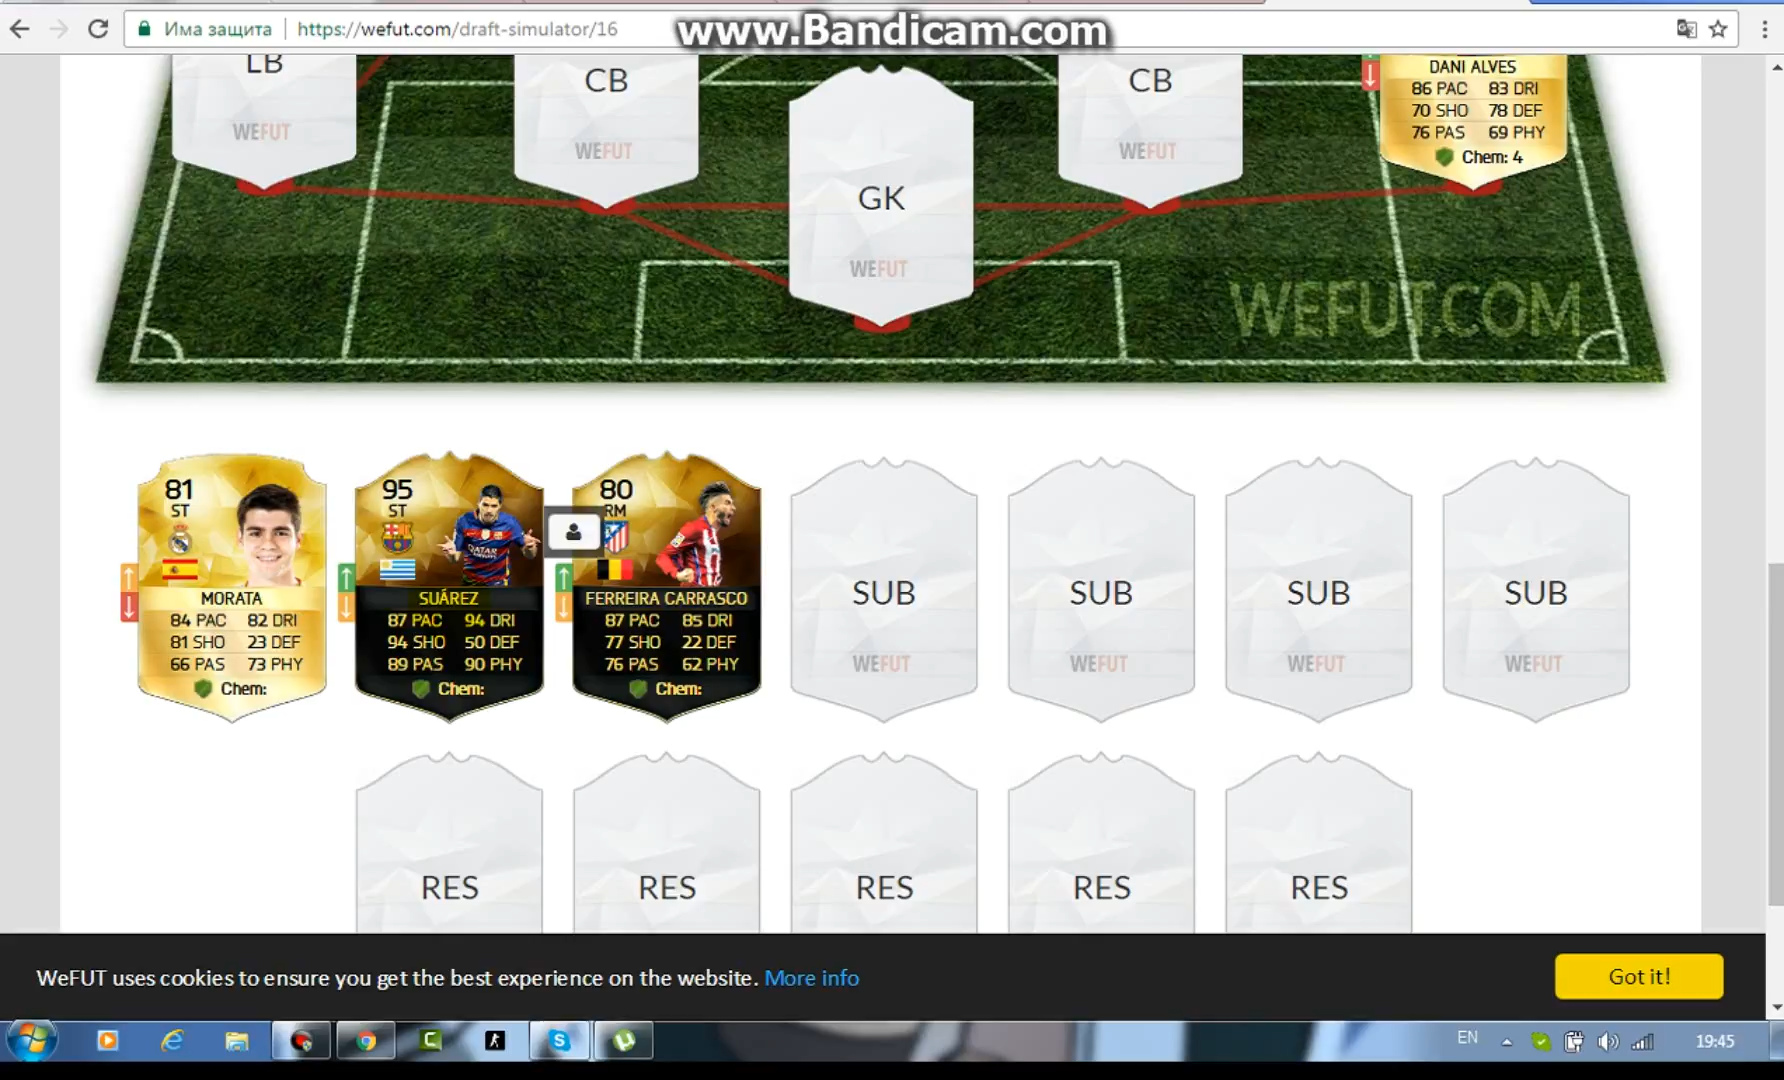 www.Bandicam.com
Има защита
https://wefut.com/draft-simulator/16
LB
WEFUT
CB
WEFUT
GK
WEFUT
CB
WEFUT
DANI ALVES
86 PAC 83 DRI
70 SHO 78 DEF
76 PAS 69 PHY
Chem: 4
WEFUT.COM
81
ST
MORATA
84 PAC 82 DRI
81 SHO 23 DEF
66 PAS 73 PHY
Chem:
95
ST
SUÁREZ
87 PAC 94 DRI
94 SHO 50 DEF
89 PAS 90 PHY
Chem:
80
RM
FERREIRA CARRASCO
87 PAC 85 DRI
77 SHO 22 DEF
76 PAS 62 PHY
Chem:
SUB
WEFUT
SUB
WEFUT
SUB
WEFUT
SUB
WEFUT
RES
RES
RES
RES
RES
WeFUT uses cookies to ensure you get the best experience on the website. More info
Got it!
EN
19:45